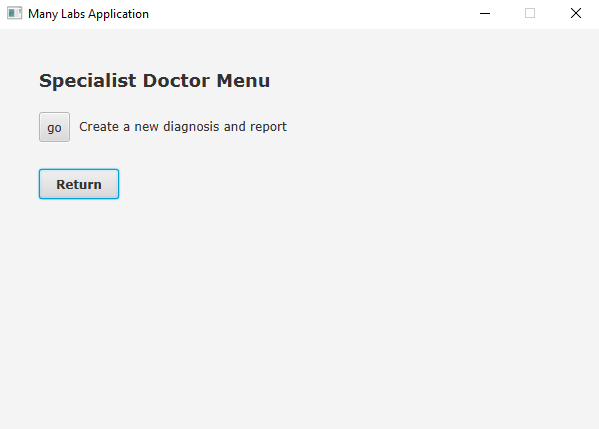 Many Labs Application
Specialist Doctor Menu
go Create a new diagnosis and report
Return